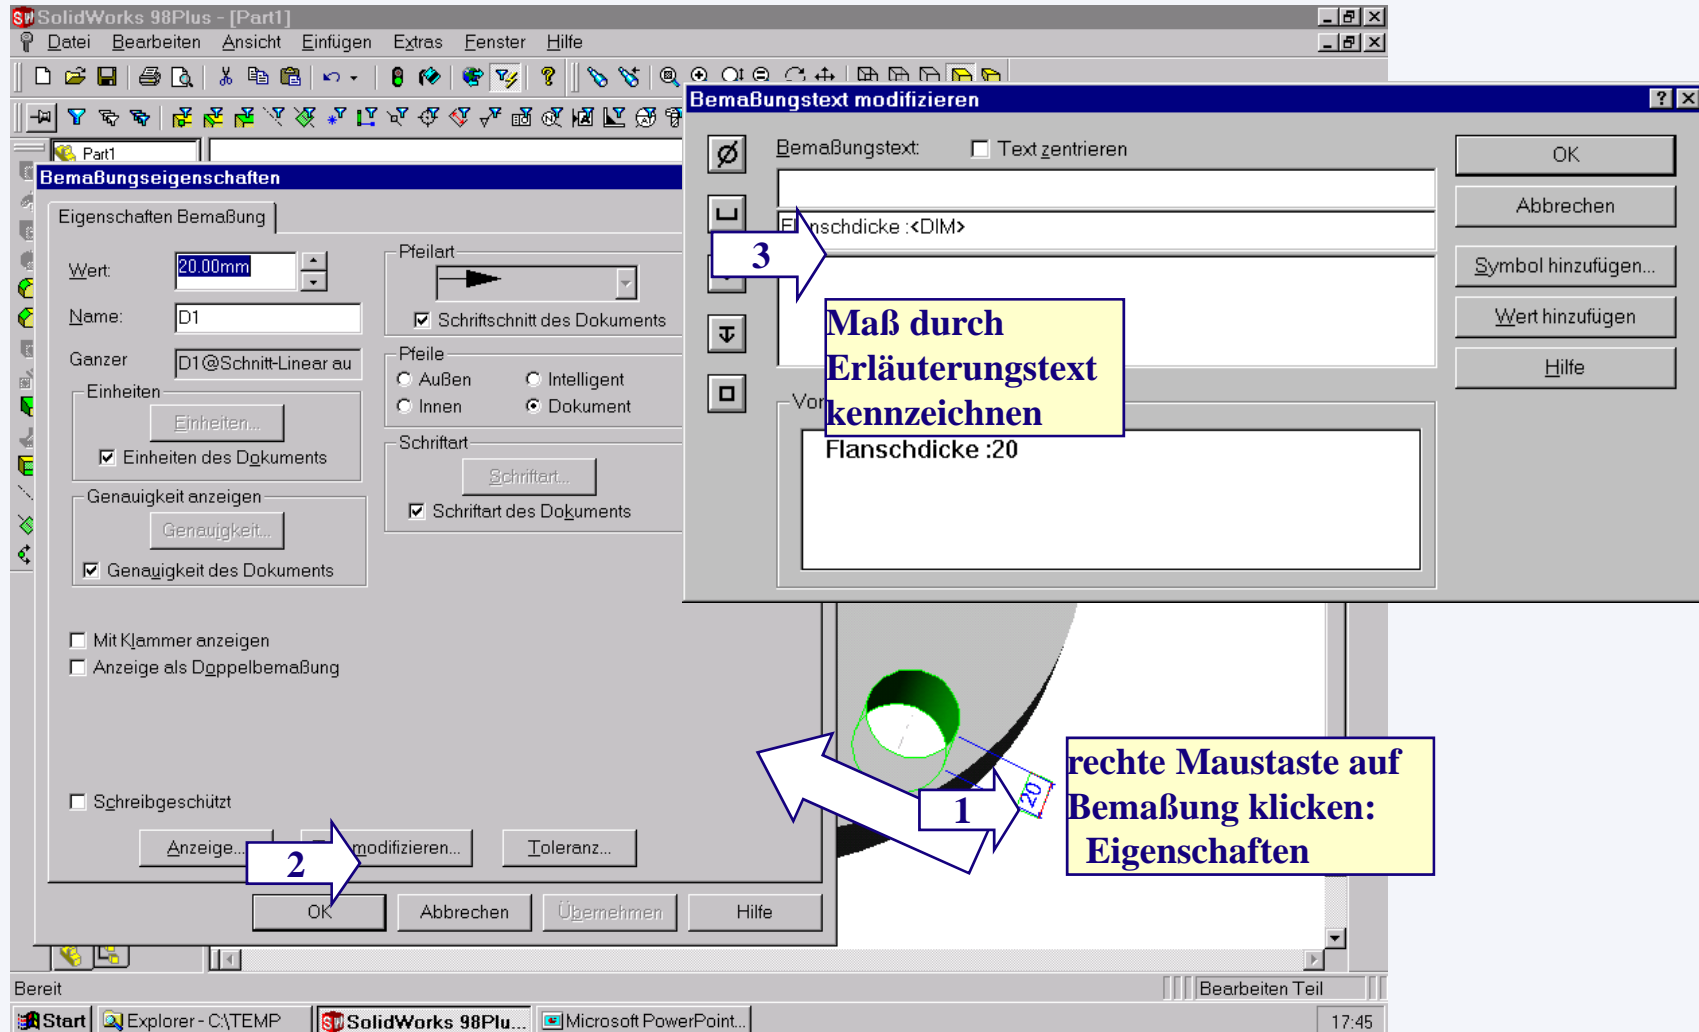 SolidWorks 98Plus - [Part1]
Datei Bearbeiten Ansicht Einfügen Extras Fenster Hilfe
Part1
Bemaßungseigenschaften
Eigenschaften Bemaßung
Wert: 20.00mm
Name: D1
Ganzer D1@Schnitt-Linear au
Einheiten
Einheiten...
Einheiten des Dokuments
Genauigkeit anzeigen
Genauigkeit...
Genauigkeit des Dokuments
Pfeilart
Schriftschnitt des Dokuments
Pfeile
Außen Intelligent
Innen Dokument
Schriftart
Schriftart...
Schriftart des Dokuments
Mit Klammer anzeigen
Anzeige als Doppelbemaßung
Schreibgeschützt
Anzeige... modifizieren... Toleranz...
2
OK Abbrechen Übernehmen Hilfe
Bemaßungstext modifizieren
Bemaßungstext: Text zentrieren
Flanschdicke :<DIM>
3
OK
Abbrechen
Symbol hinzufügen...
Wert hinzufügen
Hilfe
Maß durch
Erläuterungstext
kennzeichnen
Flanschdicke :20
20
1
rechte Maustaste auf
Bemaßung klicken:
Eigenschaften
Bereit Bearbeiten Teil
Start Explorer - C:\TEMP SolidWorks 98Plu... Microsoft PowerPoint... 17:45